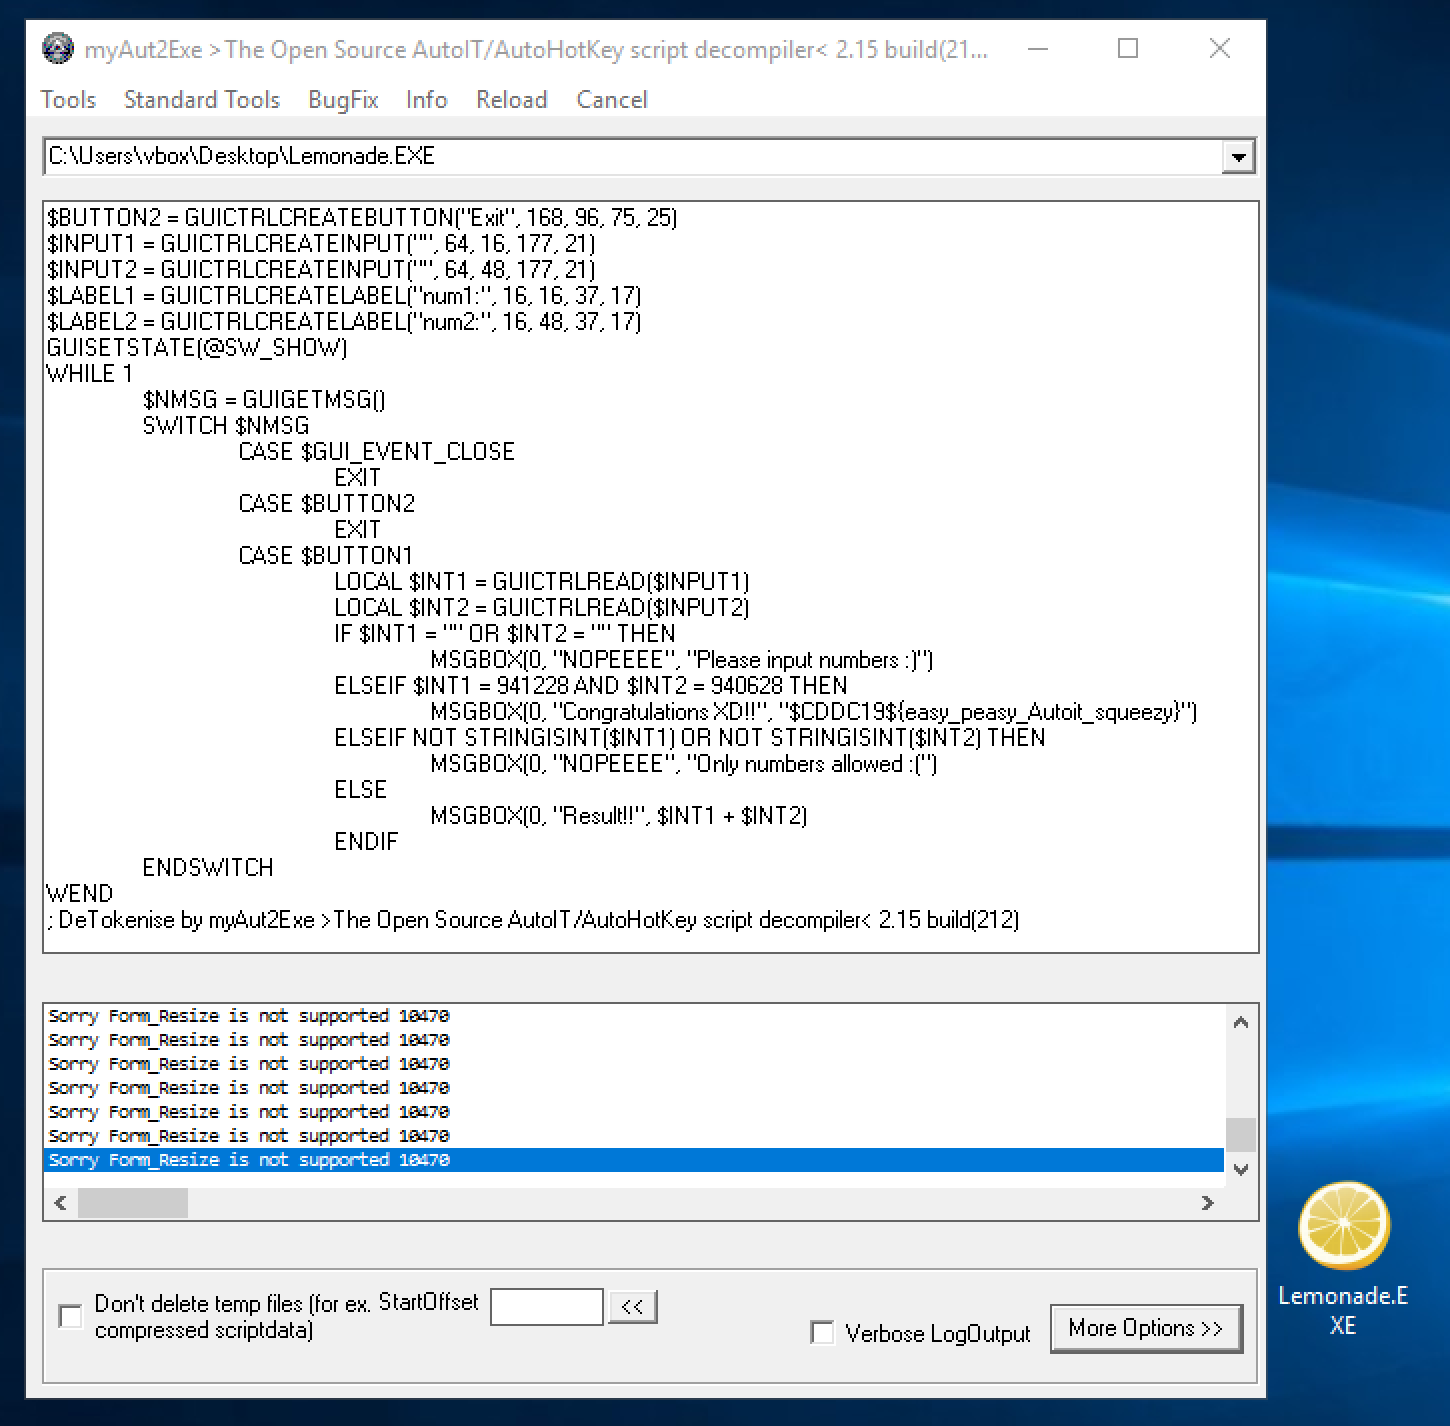 myAut2Exe >The Open Source AutoIT/AutoHotKey script decompiler< 2.15 build(21...
Tools Standard Tools BugFix Info Reload Cancel
C:\Users\vbox\Desktop\Lemonade.EXE
$BUTTON2 = GUICTRLCREATEBUTTON("Exit", 168, 96, 75, 25)
$INPUT1 = GUICTRLCREATEINPUT("", 64, 16, 177, 21)
$INPUT2 = GUICTRLCREATEINPUT("", 64, 48, 177, 21)
$LABEL1 = GUICTRLCREATELABEL("num1:", 16, 16, 37, 17)
$LABEL2 = GUICTRLCREATELABEL("num2:", 16, 48, 37, 17)
GUISETSTATE(@SW_SHOW)
WHILE 1
$NMSG = GUIGETMSG()
SWITCH $NMSG
CASE $GUI_EVENT_CLOSE
EXIT
CASE $BUTTON2
EXIT
CASE $BUTTON1
LOCAL $INT1 = GUICTRLREAD($INPUT1)
LOCAL $INT2 = GUICTRLREAD($INPUT2)
IF $INT1 = "" OR $INT2 = "" THEN
MSGBOX(0, "NOPEEEE", "Please input numbers :)")
ELSEIF $INT1 = 941228 AND $INT2 = 940628 THEN
MSGBOX(0, "Congratulations XD!!", "$CDDC19${easy_peasy_Autoit_squeezy}")
ELSEIF NOT STRINGISINT($INT1) OR NOT STRINGISINT($INT2) THEN
MSGBOX(0, "NOPEEEE", "Only numbers allowed :(")
ELSE
MSGBOX(0, "Result!!", $INT1 + $INT2)
ENDIF
ENDSWITCH
WEND
; DeTokenise by myAut2Exe >The Open Source AutoIT/AutoHotKey script decompiler< 2.15 build(212)
Sorry Form_Resize is not supported 10470
Sorry Form_Resize is not supported 10470
Sorry Form_Resize is not supported 10470
Sorry Form_Resize is not supported 10470
Sorry Form_Resize is not supported 10470
Sorry Form_Resize is not supported 10470
Sorry Form_Resize is not supported 10470
Don't delete temp files (for ex. compressed scriptdata)
StartOffset <<
Verbose LogOutput
More Options >>
Lemonade.E
XE